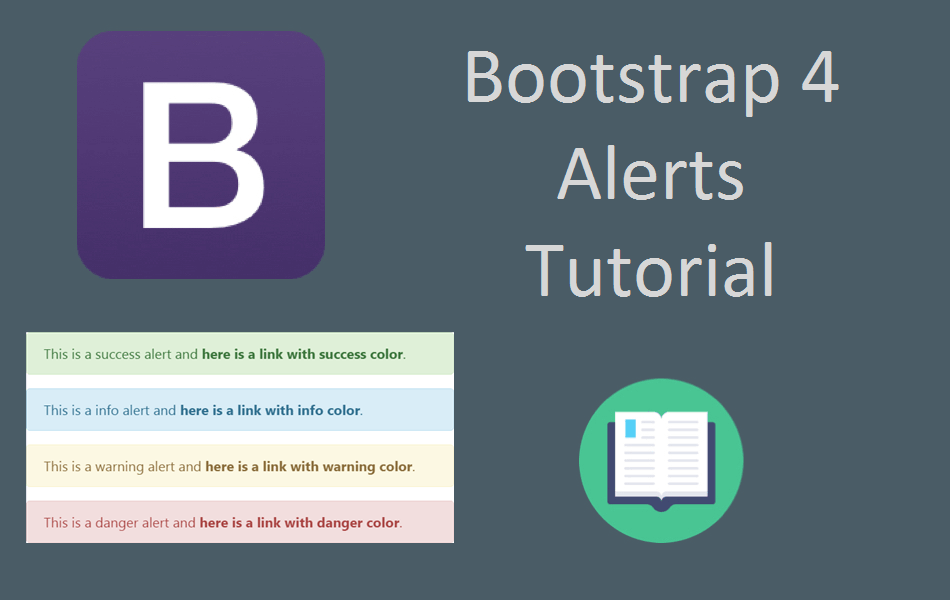 B
Bootstrap 4
Alerts
Tutorial
This is a success alert and here is a link with success color.
This is a info alert and here is a link with info color.
This is a warning alert and here is a link with warning color.
This is a danger alert and here is a link with danger color.